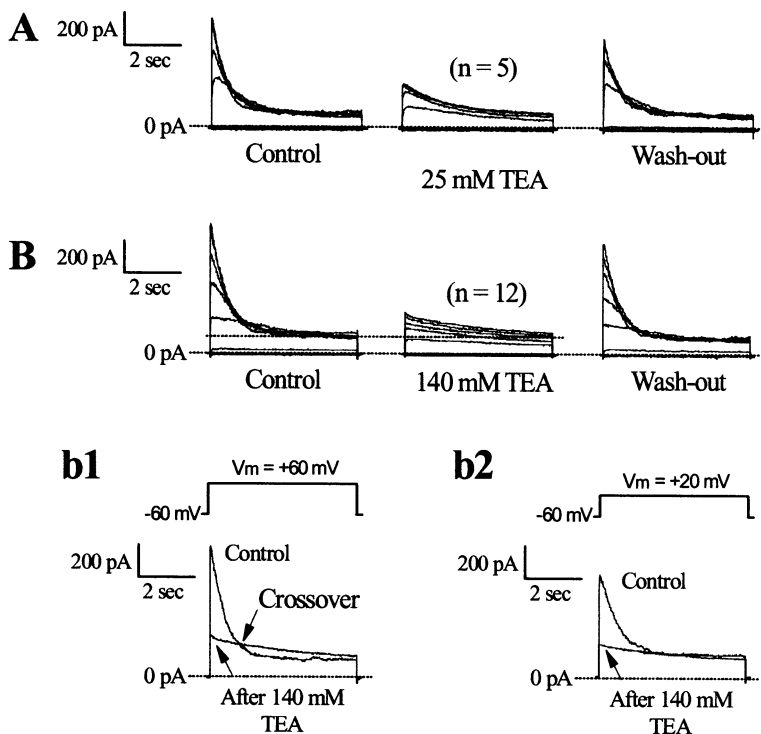 A
200 pA
2 sec
(n = 5)
0 pA
Control
25 mM TEA
Wash-out
B
200 pA
2 sec
(n = 12)
0 pA
Control
140 mM TEA
Wash-out
b1
Vm = +60 mV
-60 mV
200 pA
2 sec
Control
Crossover
0 pA
After 140 mM
TEA
b2
Vm = +20 mV
-60 mV
200 pA
2 sec
Control
0 pA
After 140 mM
TEA